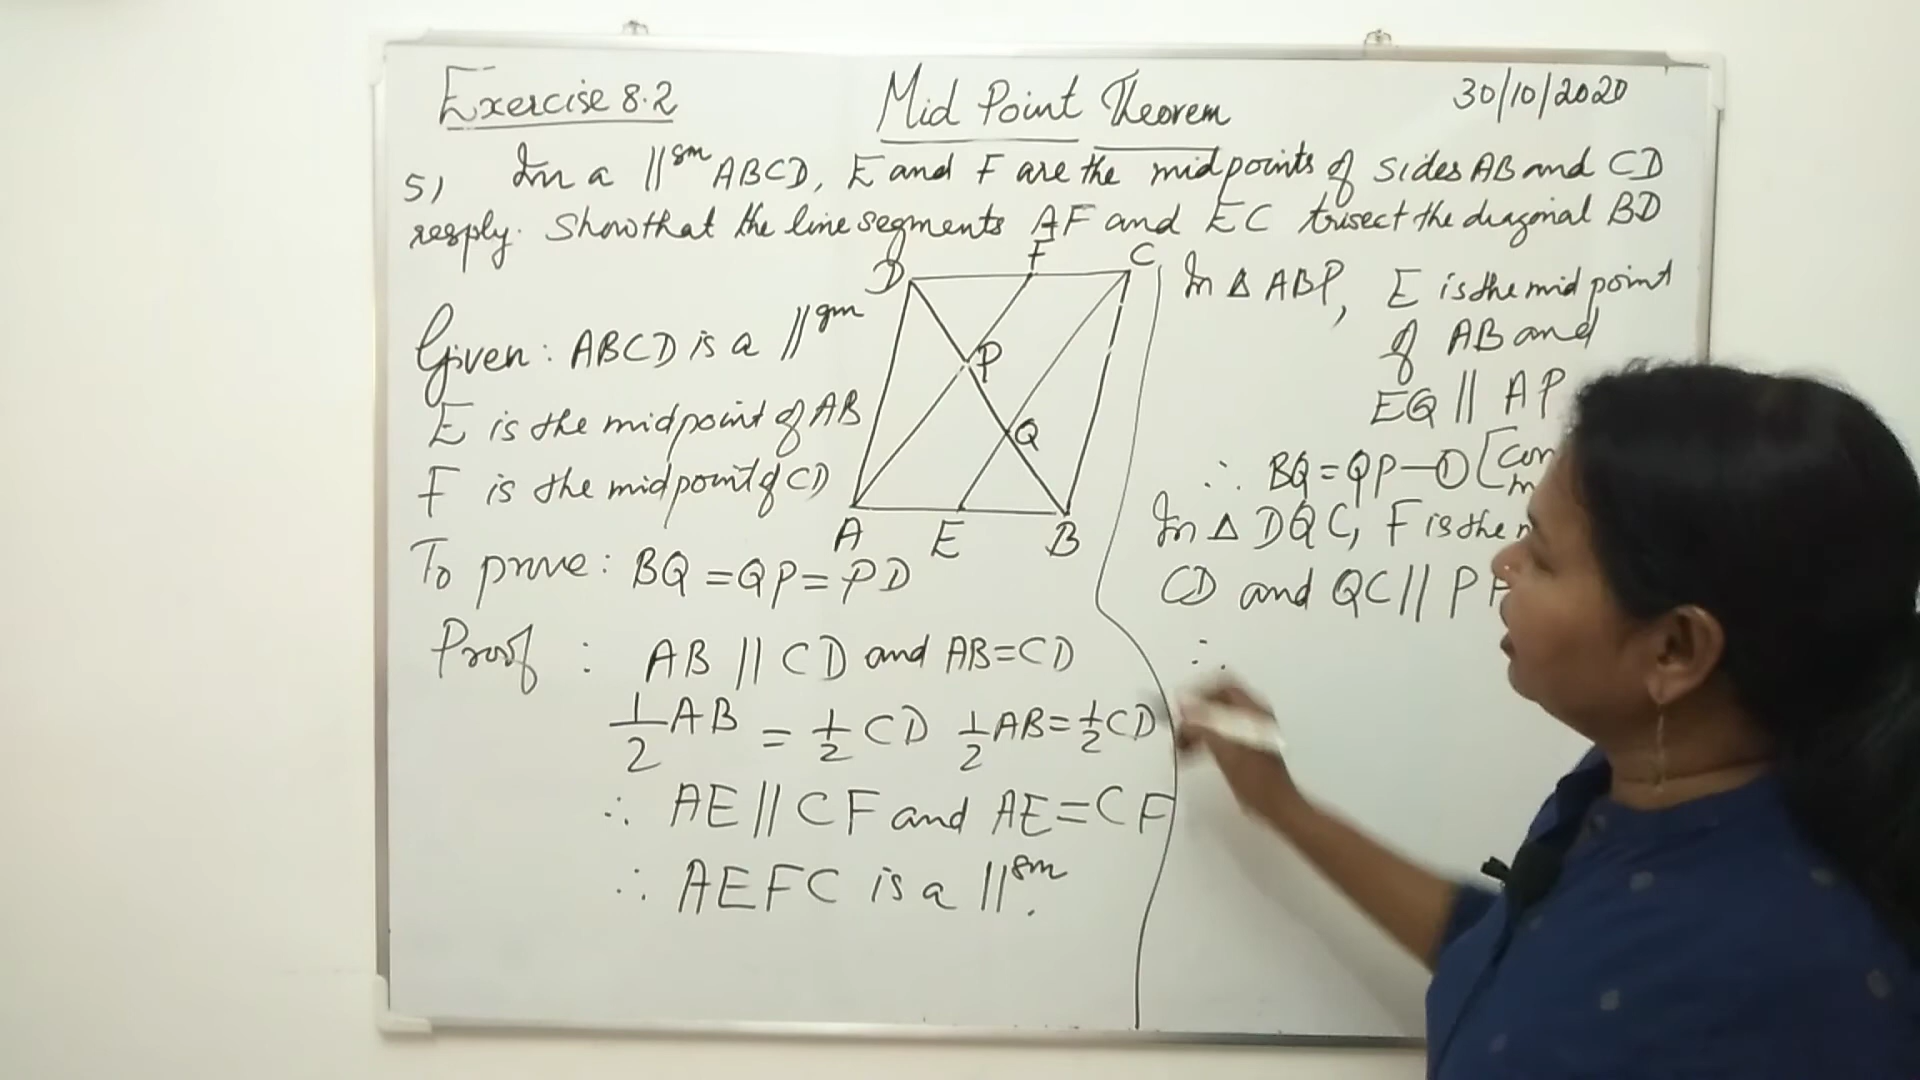 Exercise 8.2
Mid Point Theorem
30/10/2020
5) In a ||gm ABCD, E and F are the midpoints of sides AB and CD
resply. Show that the line segments AF and EC trisect the diagonal BD
Given: ABCD is a ||gm
E is the midpoint of AB
F is the midpoint of CD
To prove: BQ = QP = PD
Proof : AB || CD and AB = CD
1/2 AB = 1/2 CD 1/2 AB = 1/2 CD
∴ AE || CF and AE = CF
∴ AEFC is a ||gm.
D F C
P
Q
A E B
In Δ ABP, E is the mid point
of AB and
EQ || AP
∴ BQ = QP — ① [
In Δ DQC, F is the
CD and QC || P
∴